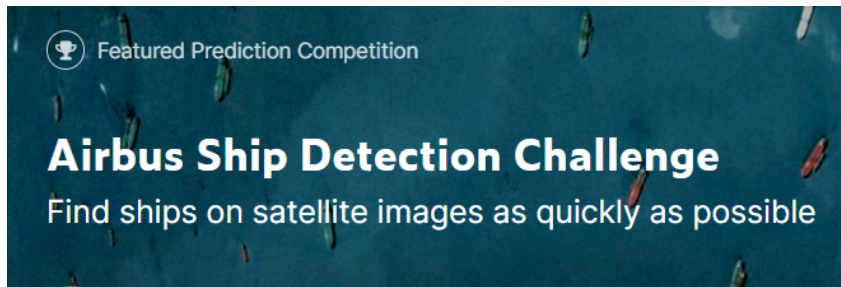 Featured Prediction Competition
Airbus Ship Detection Challenge
Find ships on satellite images as quickly as possible